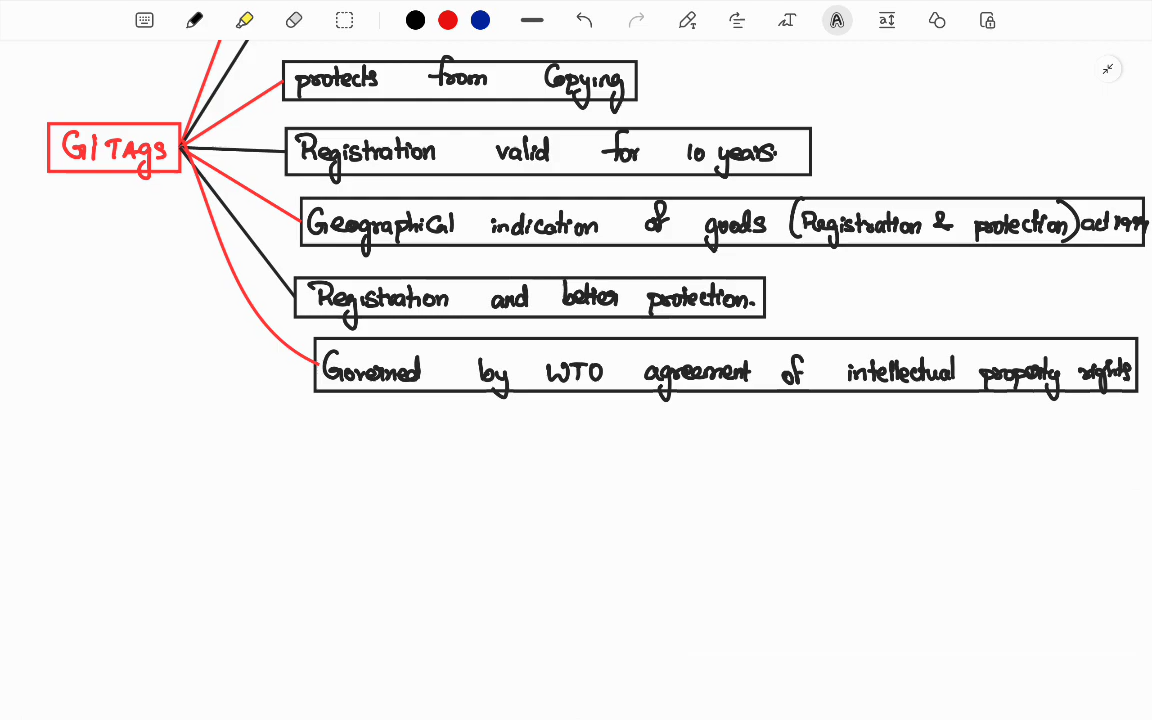 protects from Copying
GI TAgs
Registration valid for 10 years.
Geographical indication of goods (Registration & protection) act 1999
Registration and better protection.
Governed by WTO agreement of intellectual property rights